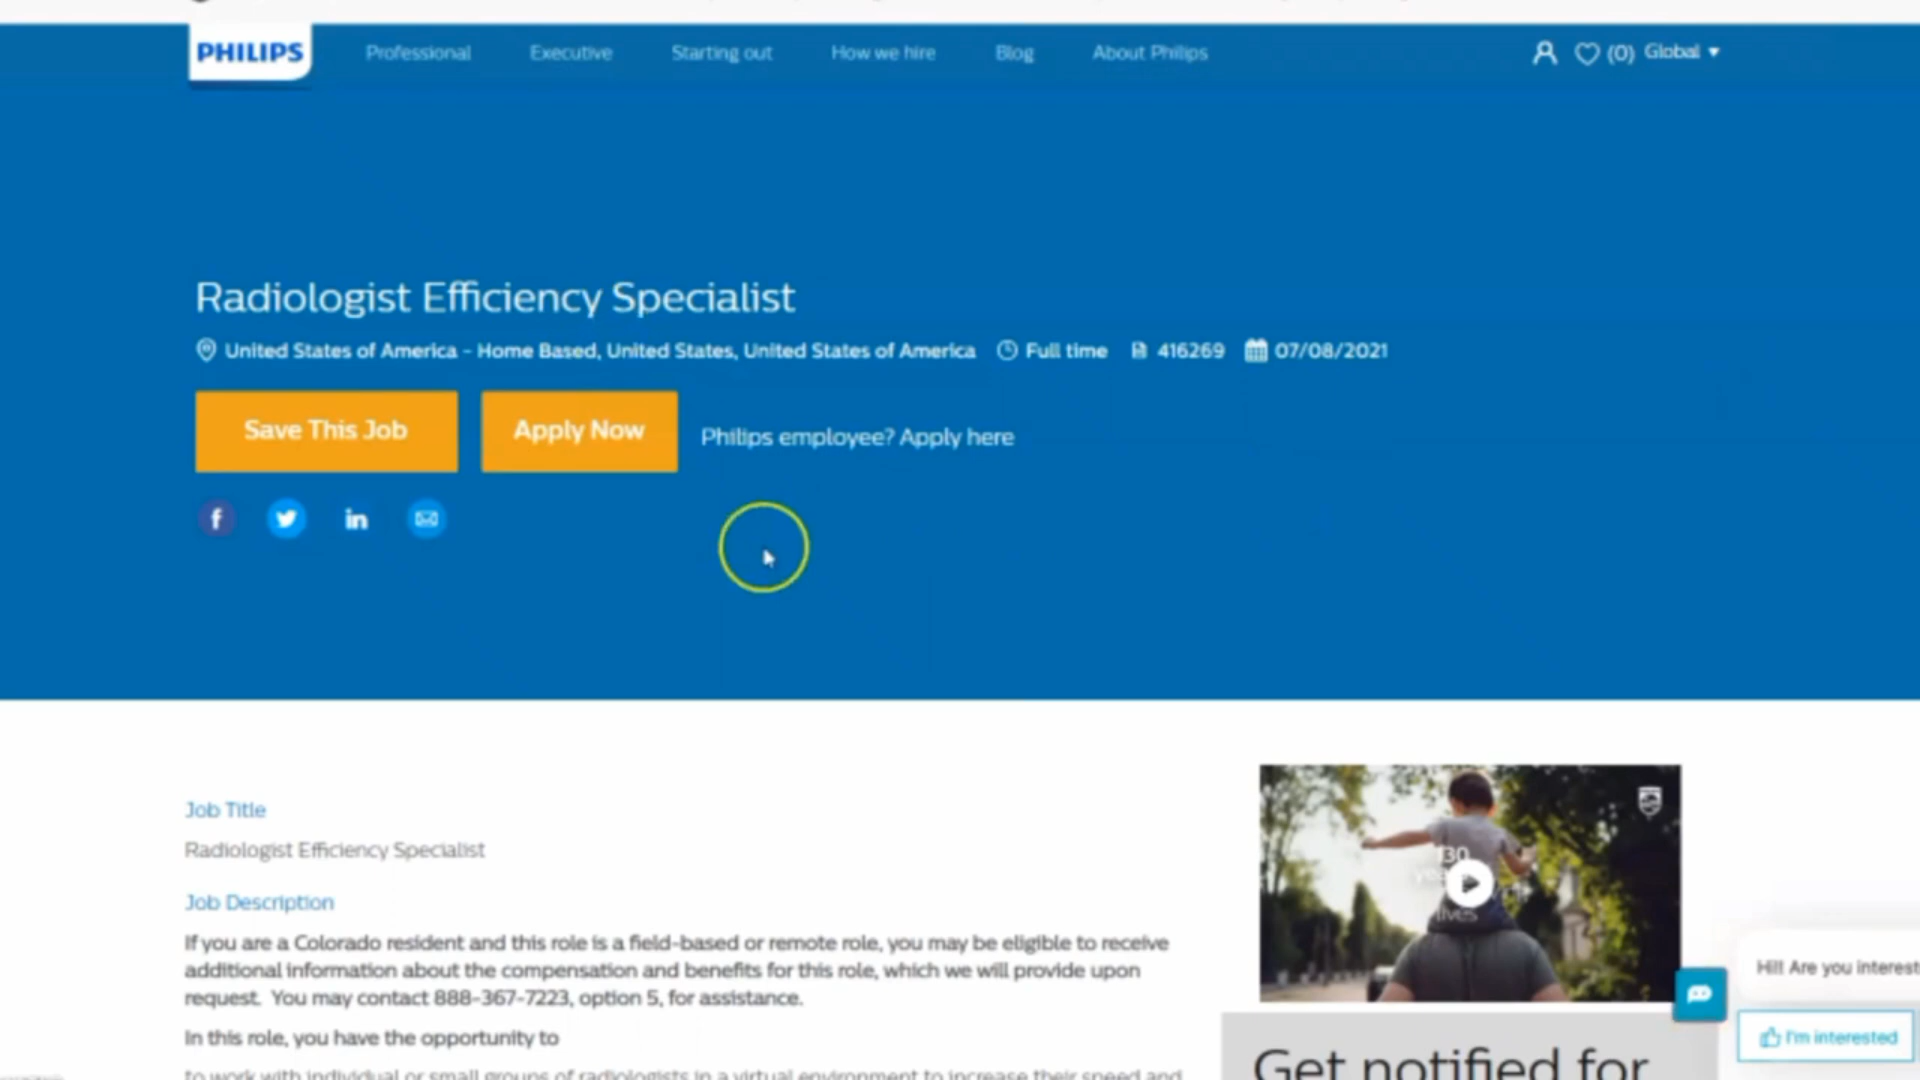 PHILIPS Professional Executive Starting out How we hire Blog About Philips (0) Global
Radiologist Efficiency Specialist
United States of America - Home Based, United States, United States of America Full time 416269 07/08/2021
Save This Job Apply Now Philips employee? Apply here
Job Title
Radiologist Efficiency Specialist
Job Description
If you are a Colorado resident and this role is a field-based or remote role, you may be eligible to receive
additional information about the compensation and benefits for this role, which we will provide upon
request. You may contact 888-367-7223, option 5, for assistance.
In this role, you have the opportunity to
to work with individual or small groups of radiologists in a virtual environment to increase their speed and
130
lives
Hi! Are you
I'm interested
Get notified for